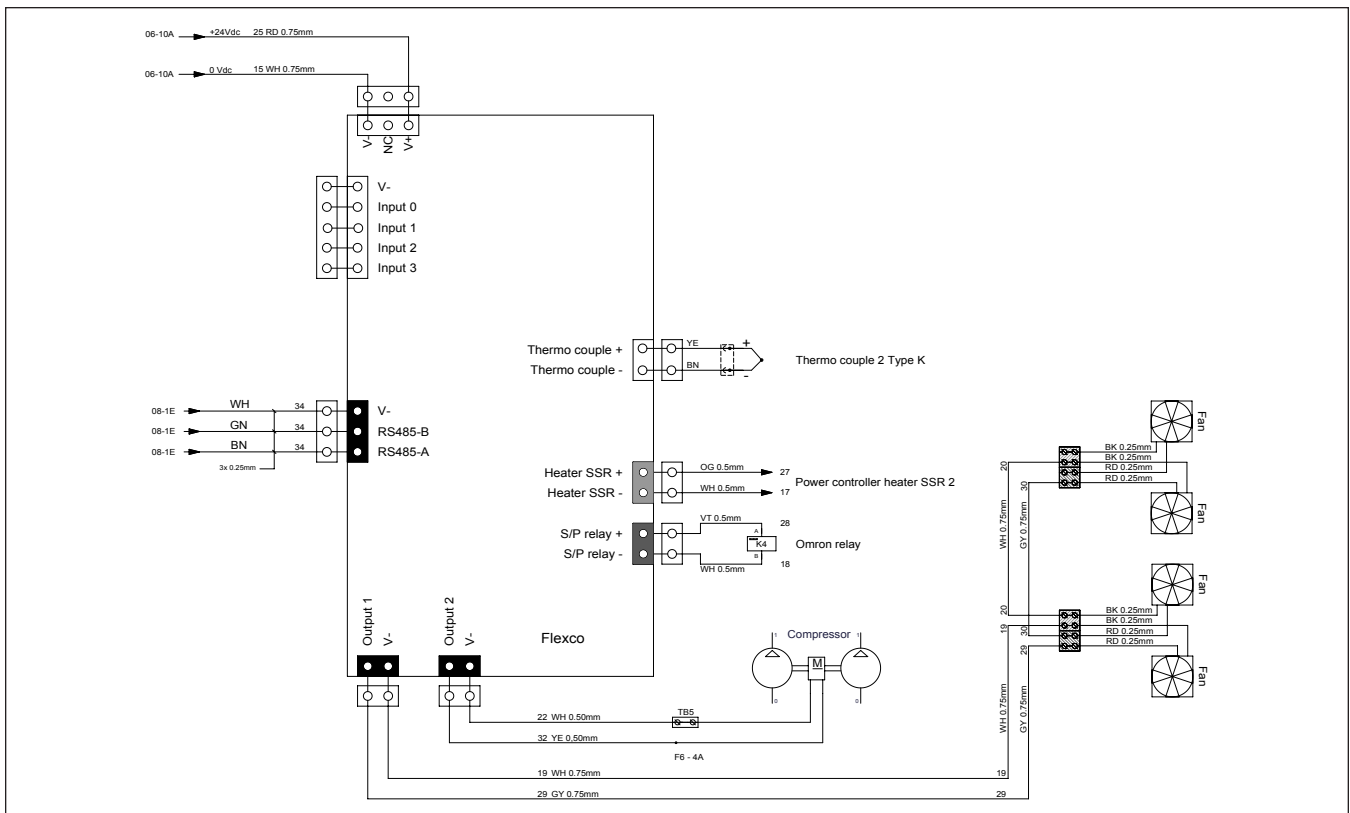 06-10A +24Vdc 25 RD 0.75mm
06-10A 0 Vdc 15 WH 0.75mm
V-
NC
V+
V-
Input 0
Input 1
Input 2
Input 3
Thermo couple + YE +
Thermo couple - BN -
Thermo couple 2 Type K
08-1E WH 34 V-
08-1E GN 34 RS485-B
08-1E BN 34 RS485-A
3x 0.25mm
Heater SSR + OG 0.5mm 27
Heater SSR - WH 0.5mm 17
Power controller heater SSR 2
S/P relay + VT 0.5mm 28
A
K4
B
Omron relay
S/P relay - WH 0.5mm 18
Output 1
V-
Output 2
V-
Flexco
Compressor
1
1
M
0
0
22 WH 0.50mm TB5
32 YE 0,50mm
F6 - 4A
19 WH 0.75mm 19
29 GY 0.75mm 29
Fan
BK 0.25mm
BK 0.25mm
RD 0.25mm
RD 0.25mm
20
30
Fan
WH 0.75mm
GY 0.75mm
Fan
20
19
30
29
BK 0.25mm
BK 0.25mm
RD 0.25mm
RD 0.25mm
Fan
WH 0.75mm
GY 0.75mm